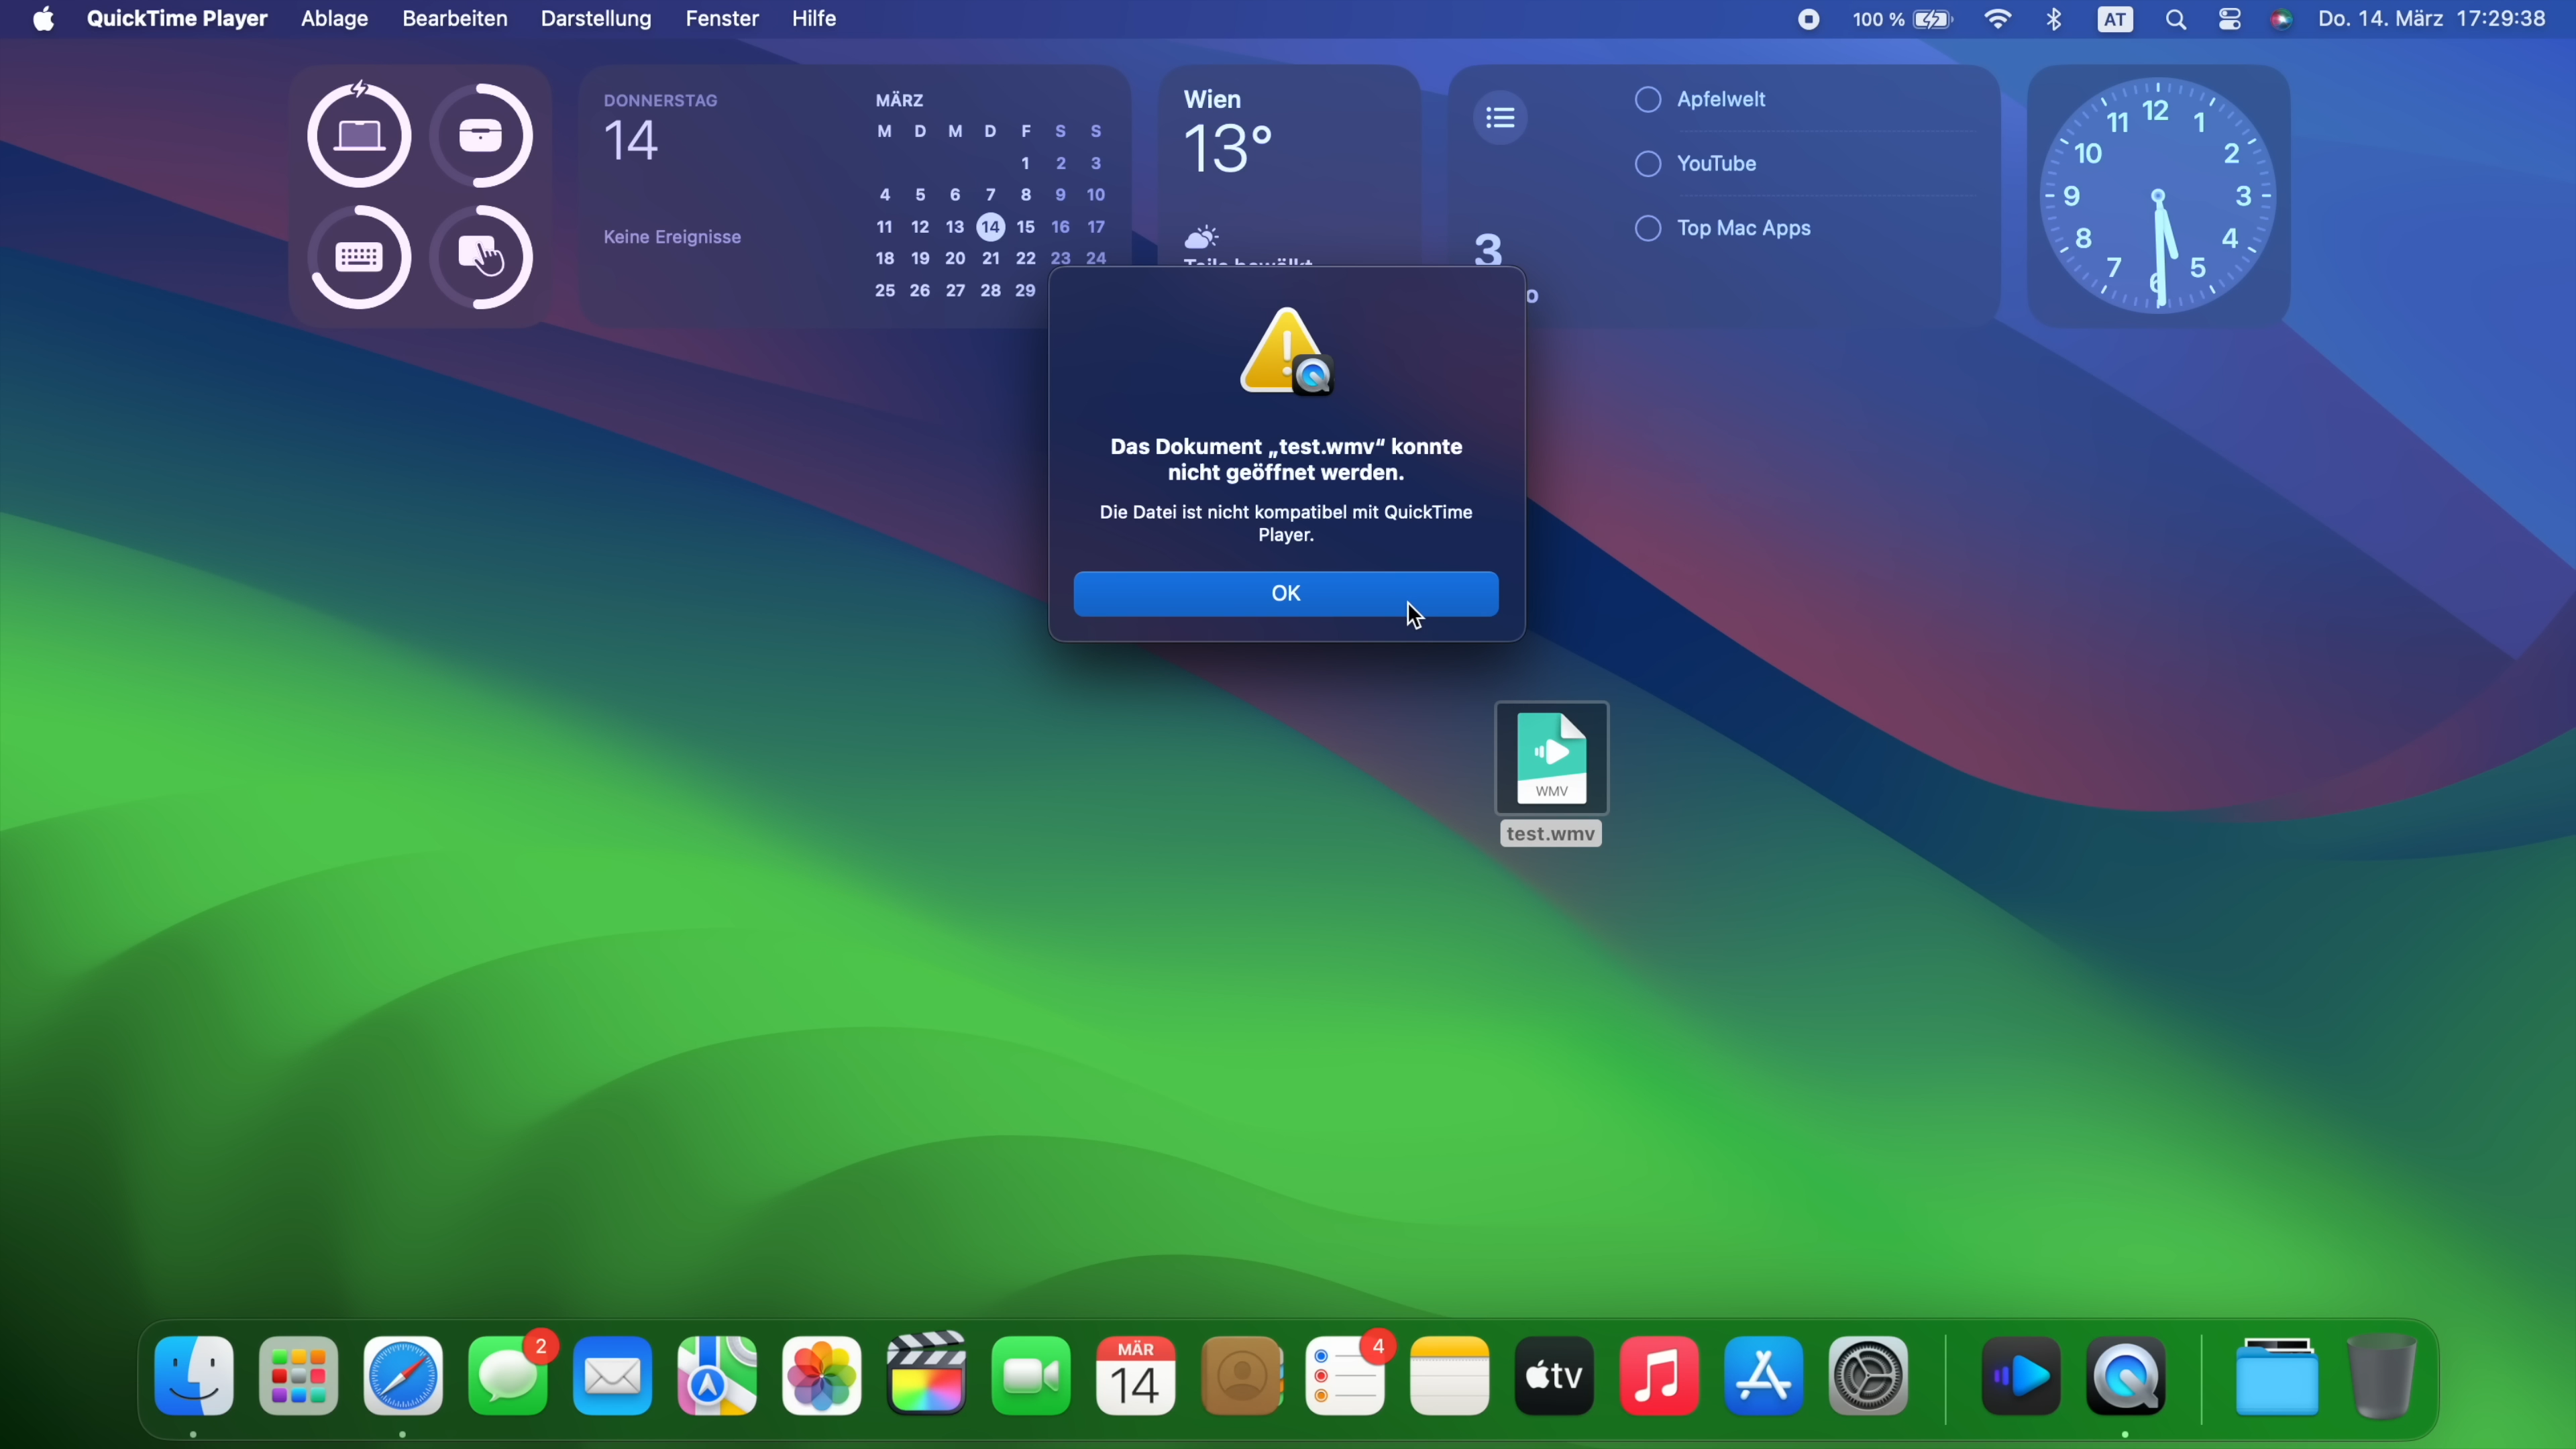 QuickTime Player Ablage Bearbeiten Darstellung Fenster Hilfe
100 % AT Do. 14. März 17:29:38
DONNERSTAG
14
Keine Ereignisse
MÄRZ
M D M D F S S
1 2 3
4 5 6 7 8 9 10
11 12 13 14 15 16 17
18 19 20 21 22 23 24
25 26 27 28 29
Wien
13°
Teils bewölkt
3
o
Apfelwelt
YouTube
Top Mac Apps
12
11 1
10 2
9 3
8 4
7 5
6
Das Dokument „test.wmv“ konnte
nicht geöffnet werden.
Die Datei ist nicht kompatibel mit QuickTime
Player.
OK
WMV
test.wmv
2
MÄR
14
4
tv